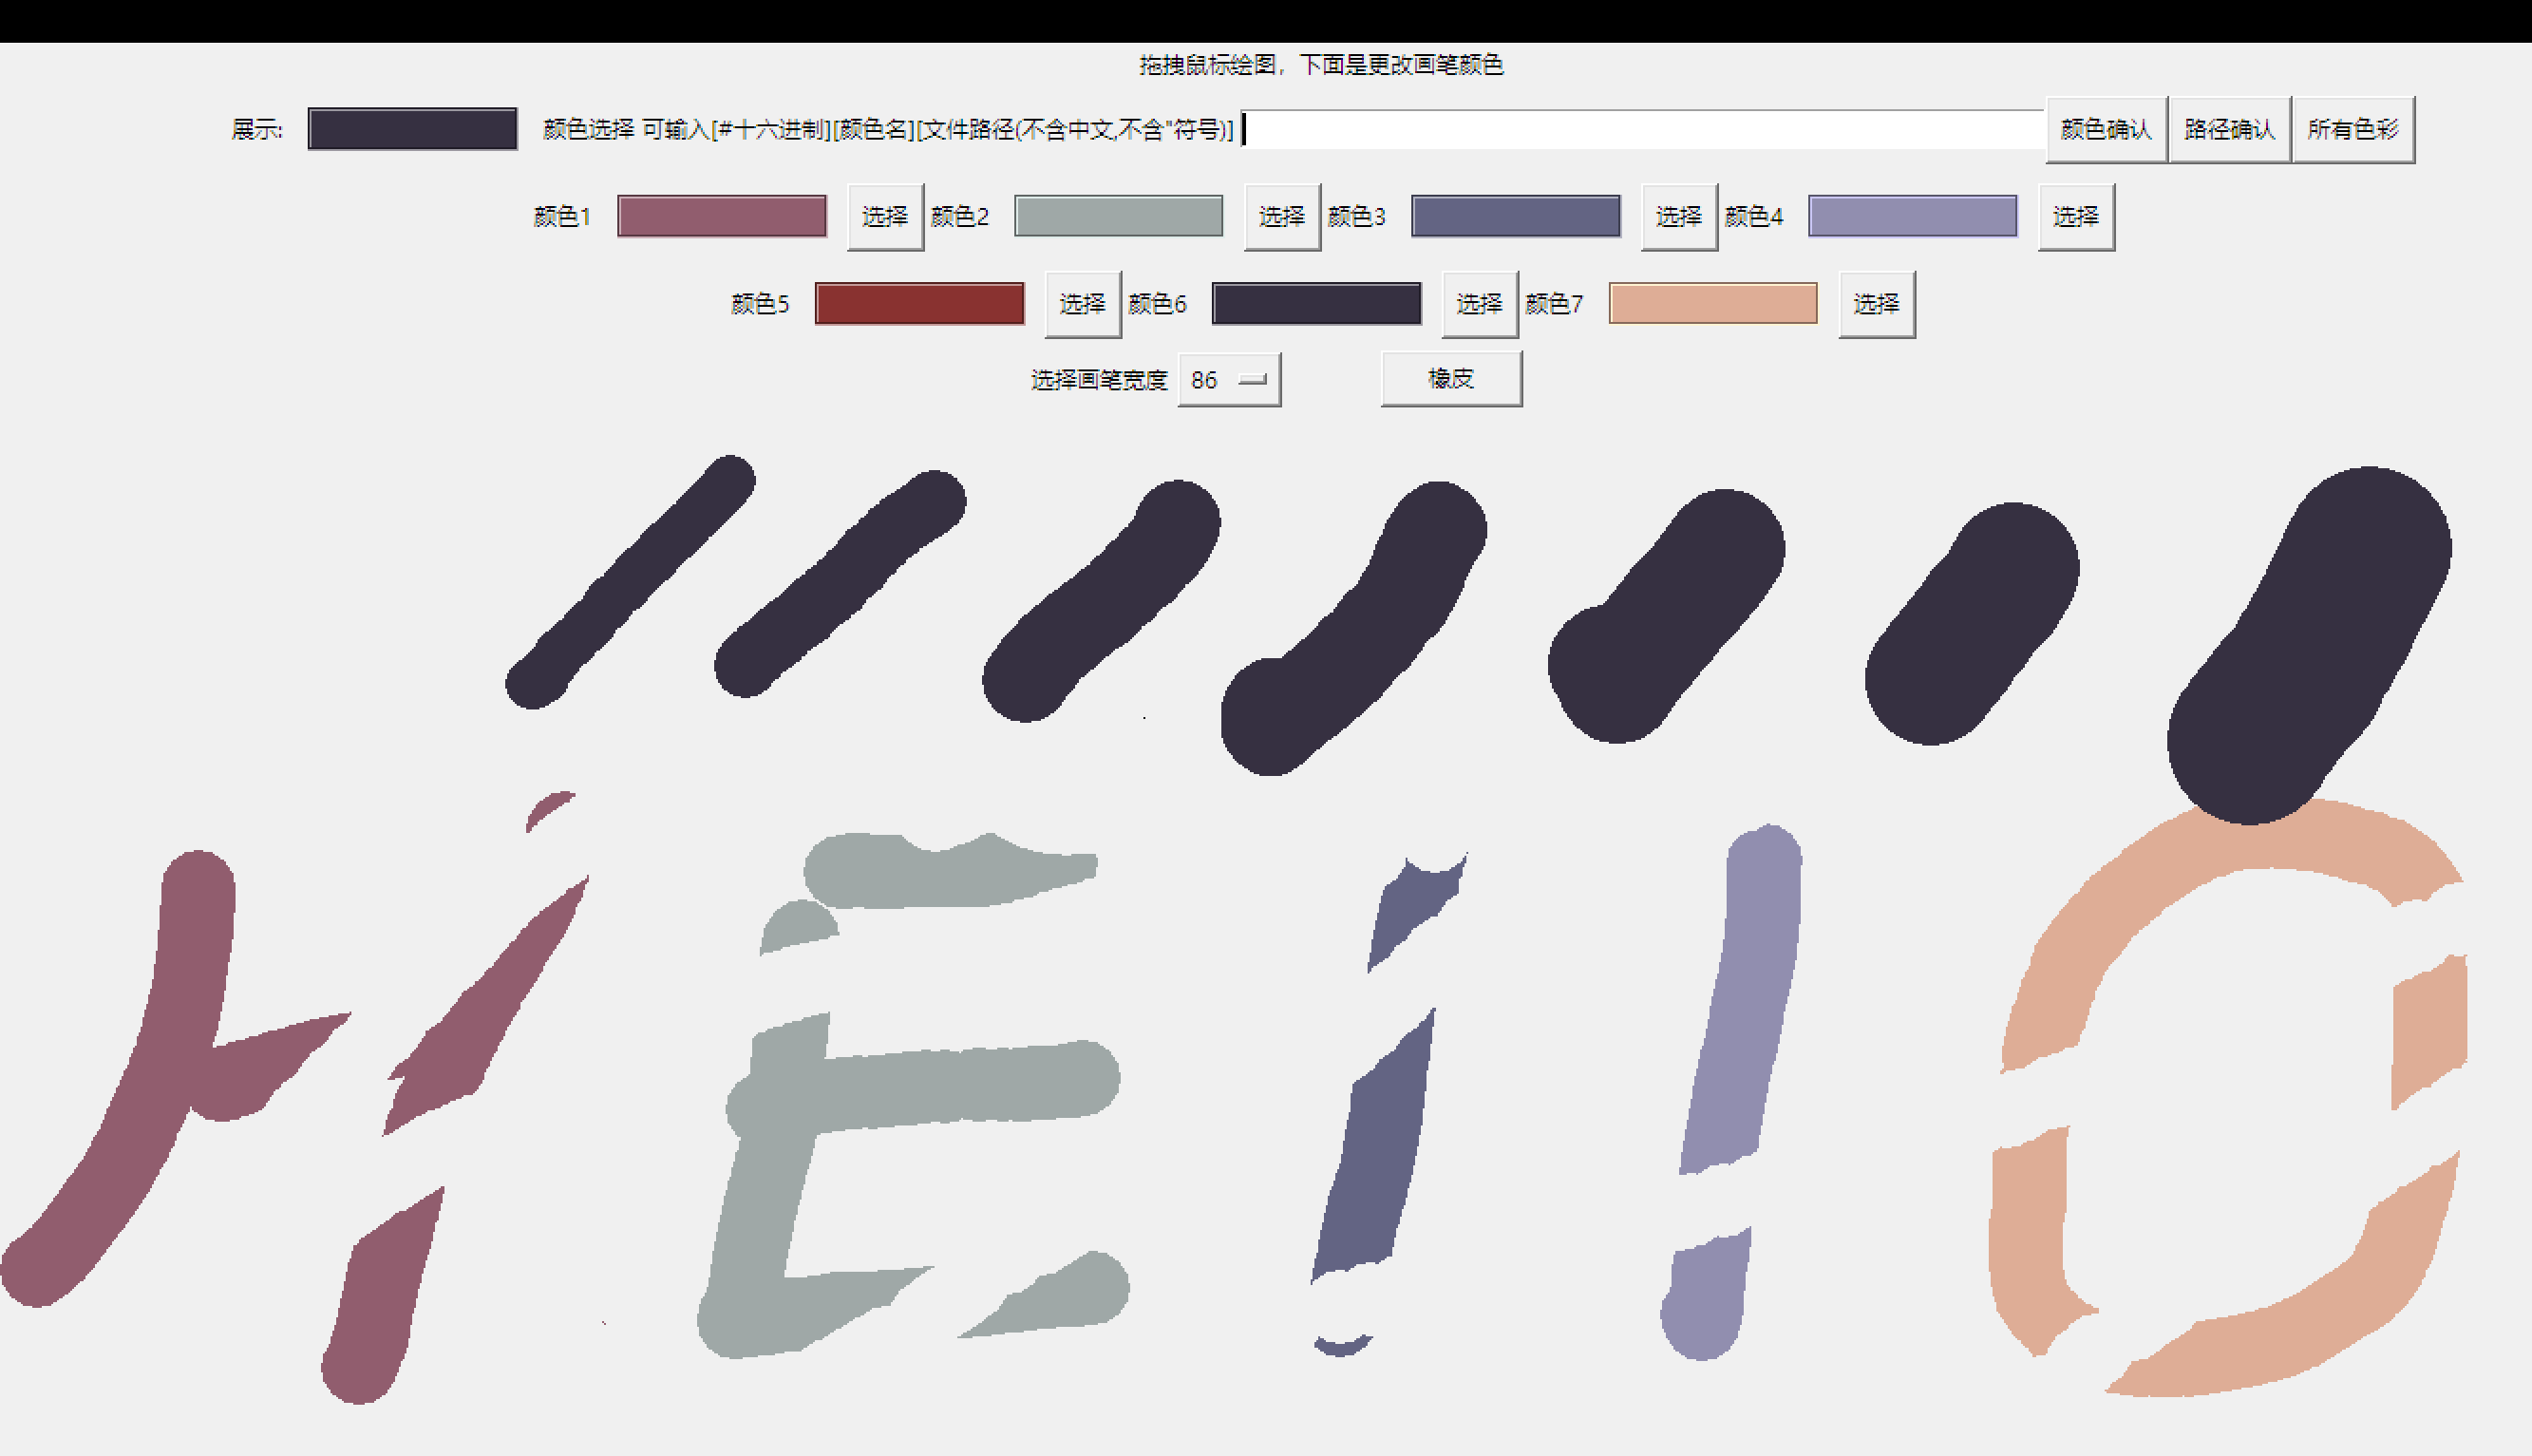 拖拽鼠标绘图，下面是更改画笔颜色
展示: 颜色选择 可输入[#十六进制][颜色名][文件路径(不含中文,不含"符号)] 颜色确认 路径确认 所有色彩
颜色1 选择 颜色2 选择 颜色3 选择 颜色4 选择
颜色5 选择 颜色6 选择 颜色7 选择
选择画笔宽度 86 橡皮
HEllO